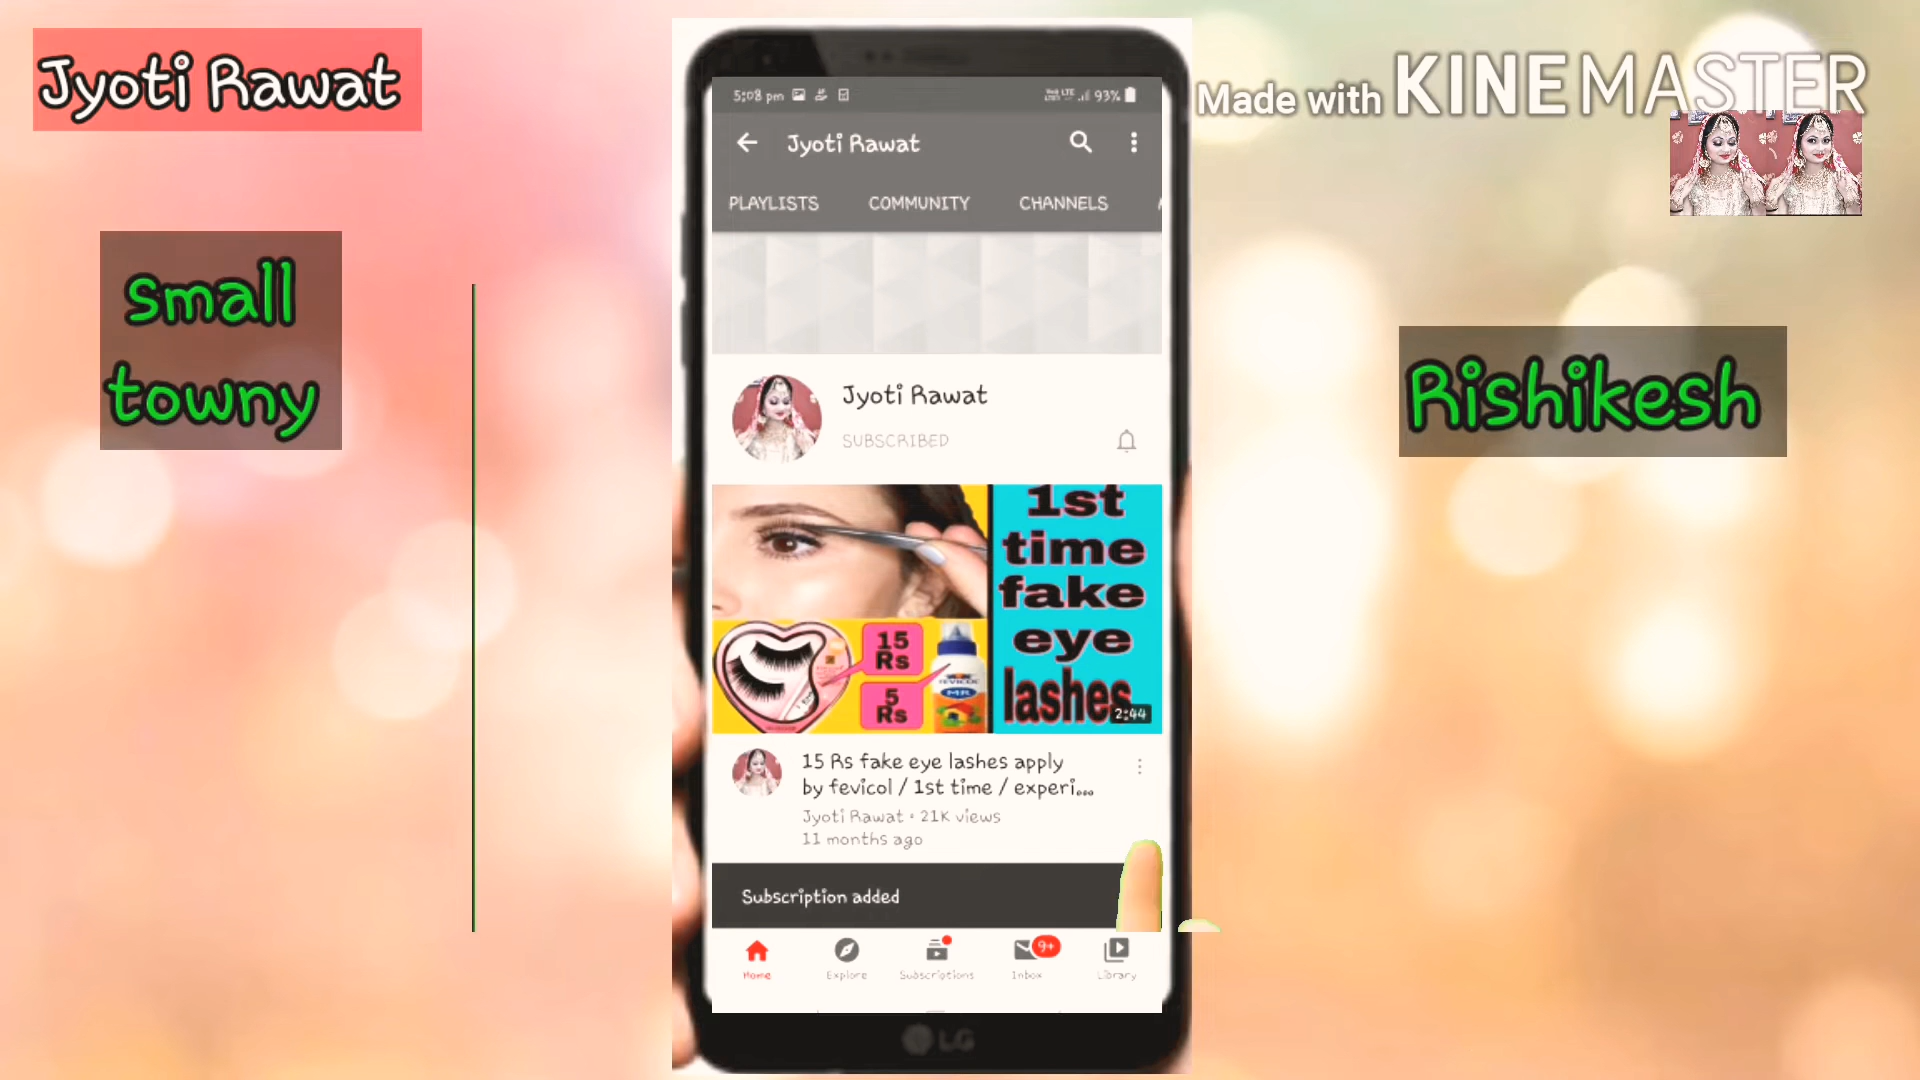 Jyoti Rawat
Made with KINEMASTER
small
towny
Rishikesh
5:08 pm
93%
Jyoti Rawat
PLAYLISTS COMMUNITY CHANNELS
Jyoti Rawat
SUBSCRIBED
1st
time
fake
eye
lashes
15
Rs
5
Rs
FEVICOL
MR
2:44
15 Rs fake eye lashes apply
by fevicol / 1st time / experi...
Jyoti Rawat • 21K views
11 months ago
Subscription added
9+
Home Explore Subscriptions Inbox Library
LG